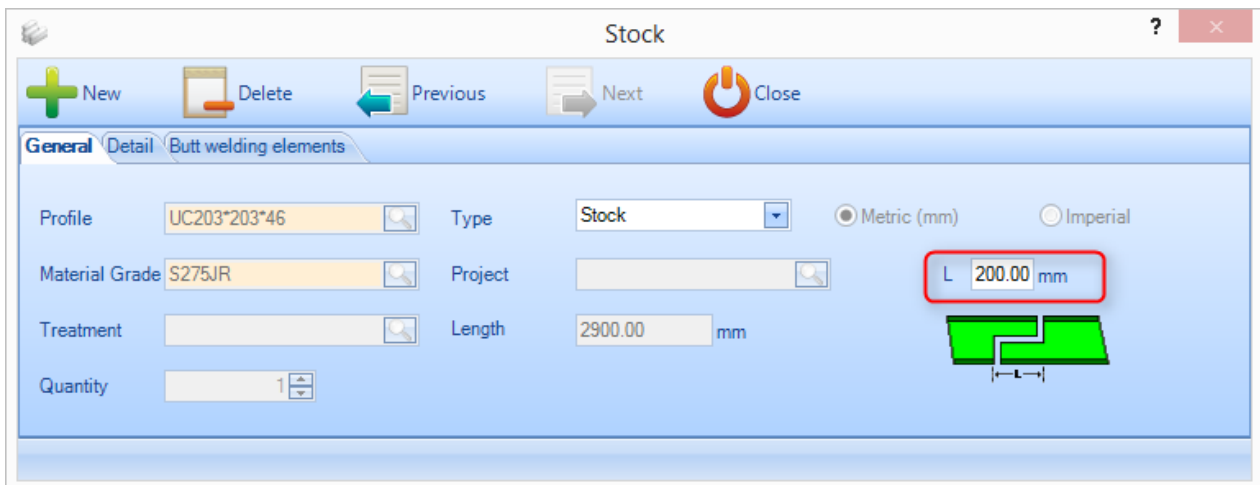 Stock
?
New Delete Previous Next Close
General Detail Butt welding elements
Profile UC203*203*46 Type Stock Metric (mm) Imperial
Material Grade S275JR Project L 200.00 mm
Treatment Length 2900.00 mm
Quantity 1
L